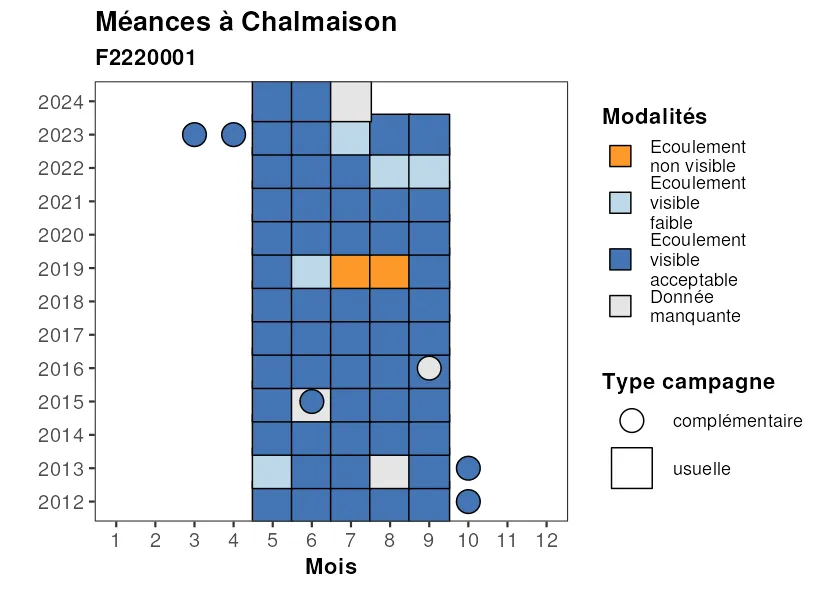 Méances à Chalmaison
F2220001
2024
2023
2022
2021
2020
2019
2018
2017
2016
2015
2014
2013
2012
1 2 3 4 5 6 7 8 9 10 11 12
Mois
Modalités
Ecoulement
non visible
Ecoulement
visible
faible
Ecoulement
visible
acceptable
Donnée
manquante
Type campagne
complémentaire
usuelle